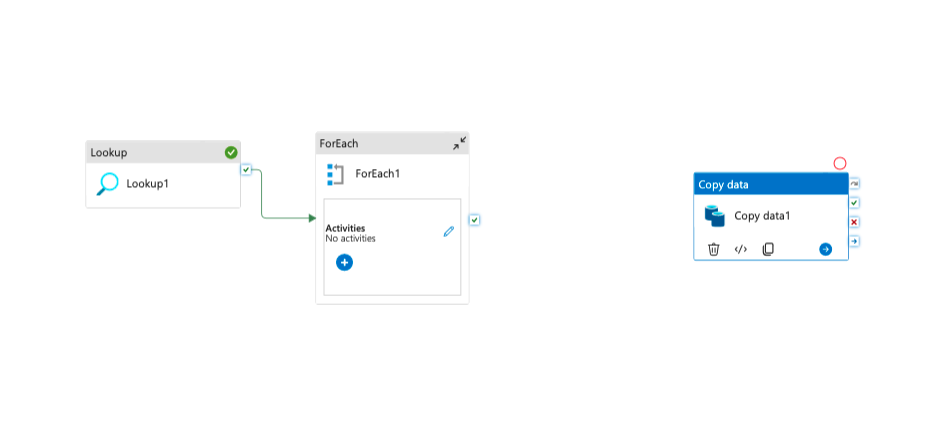 Lookup
Lookup1
ForEach
ForEach1
Activities
No activities
Copy data
Copy data1